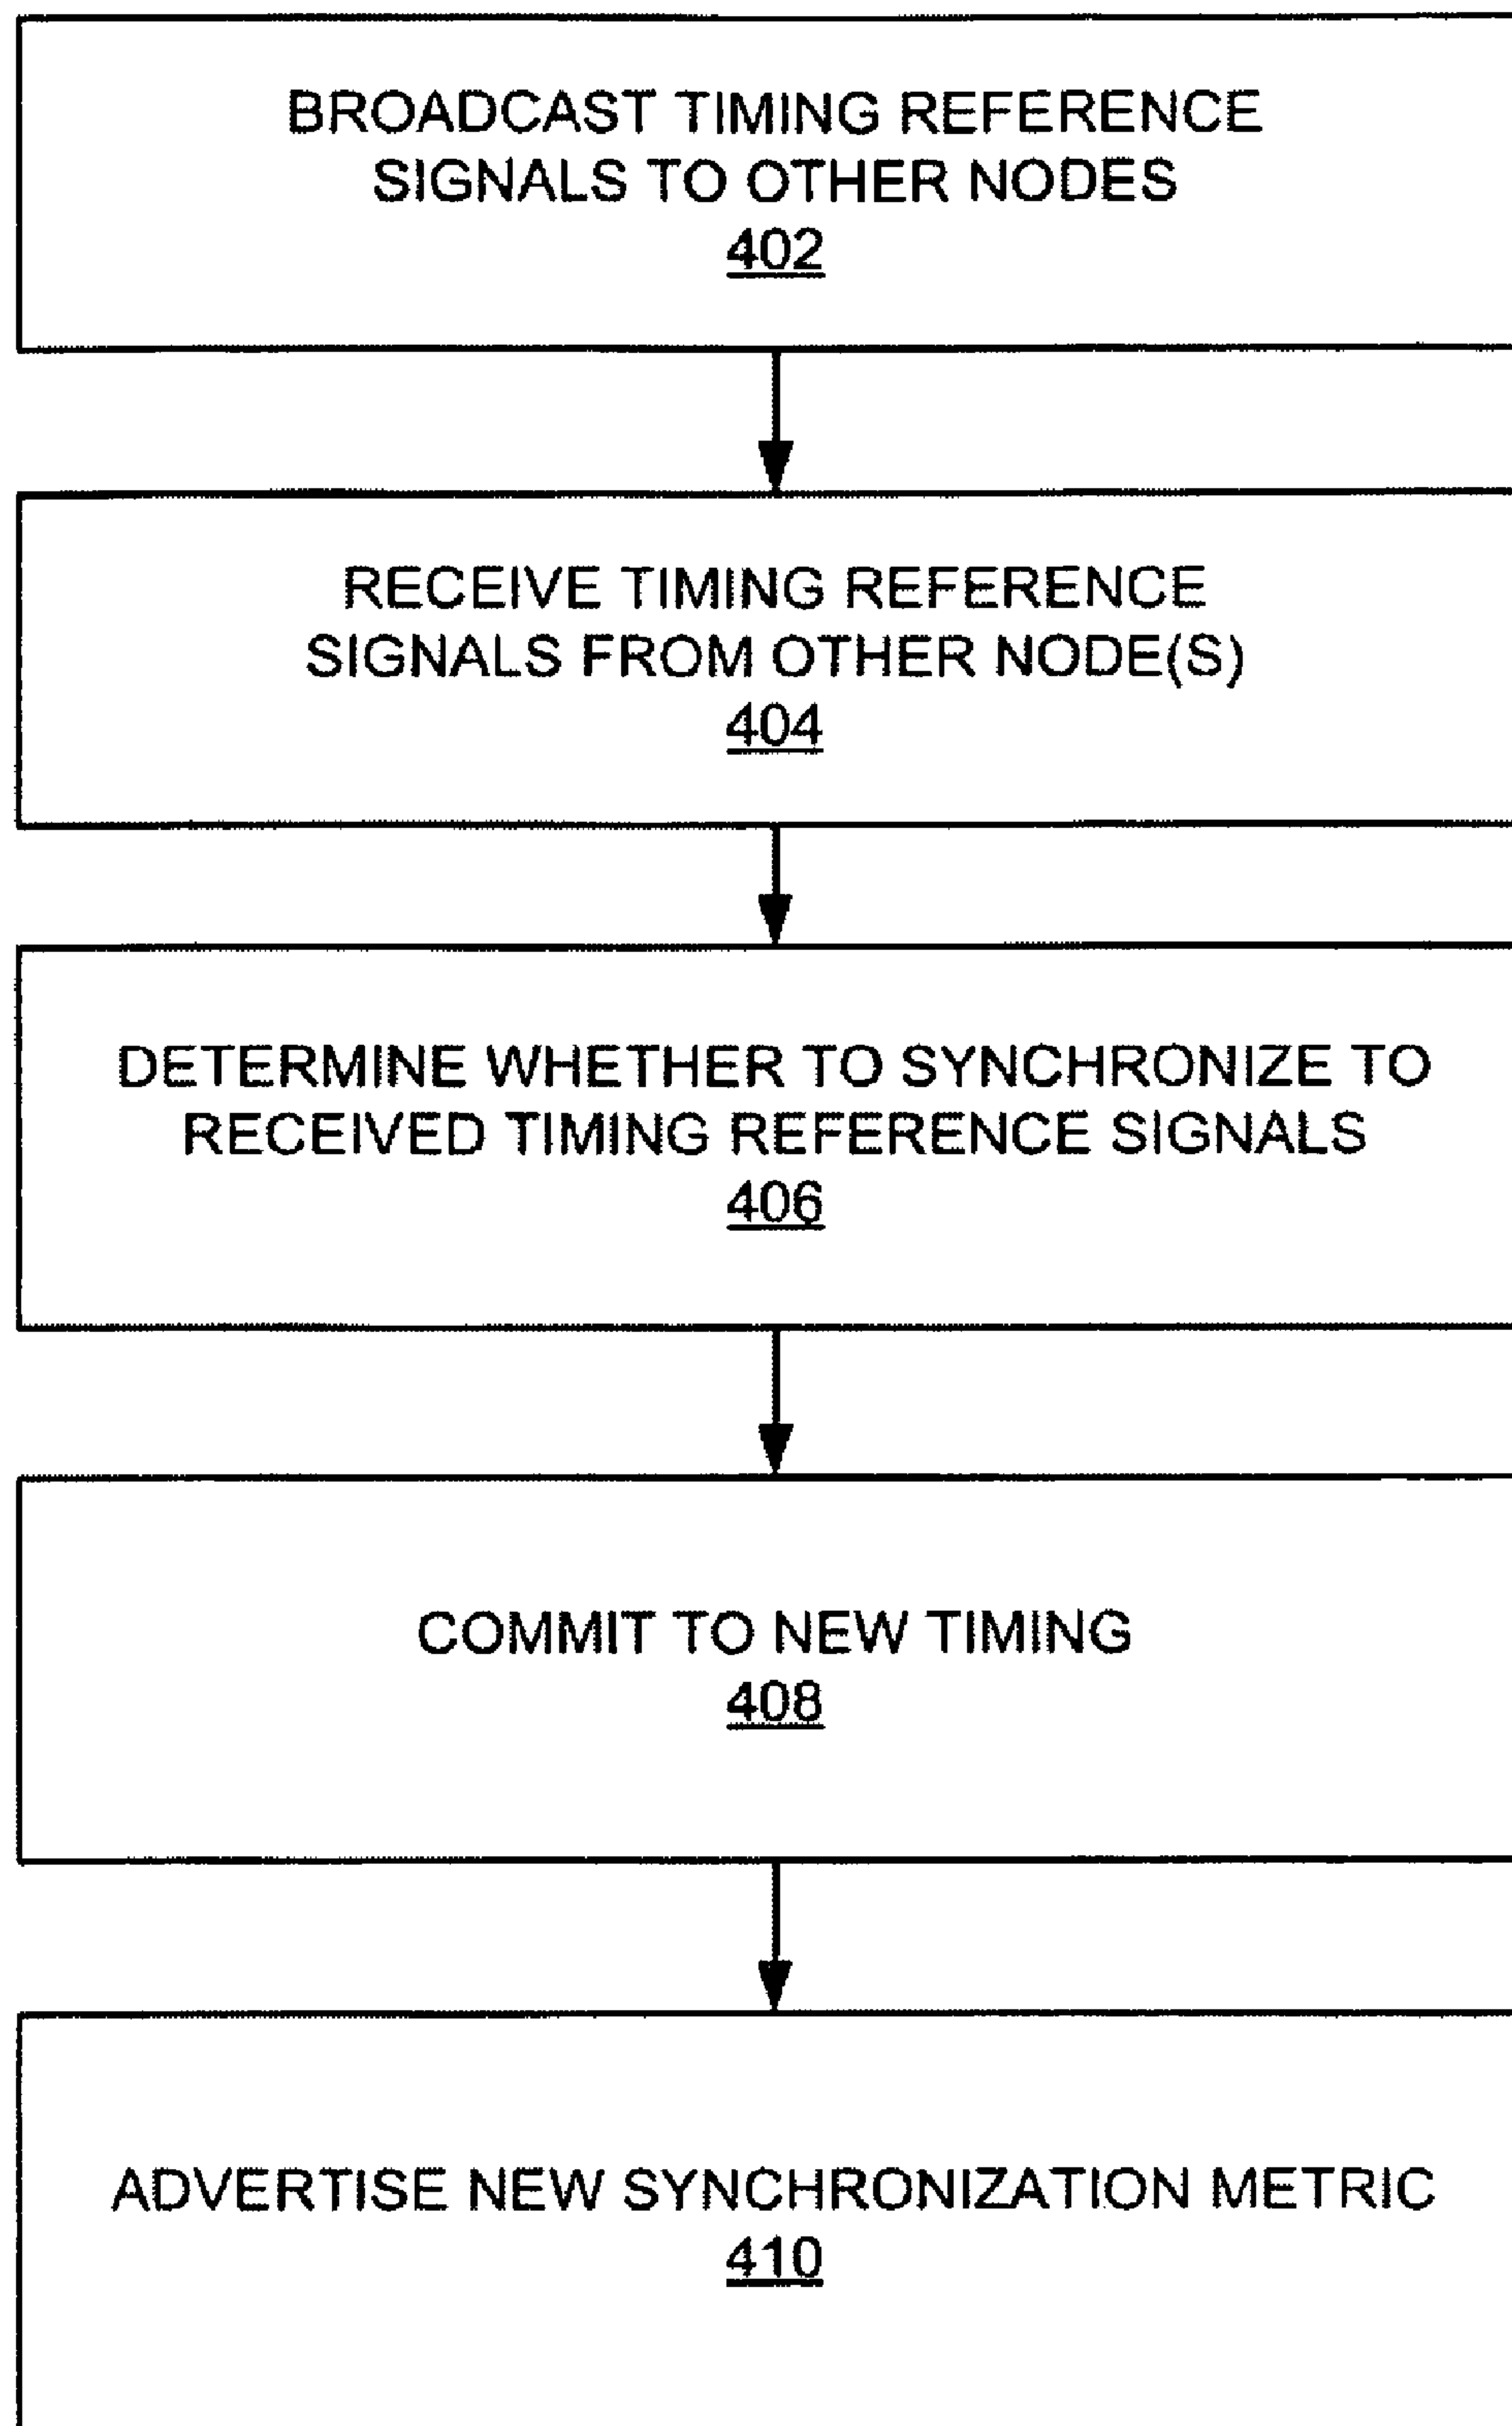 BROADCAST TIMING REFERENCE
SIGNALS TO OTHER NODES
402
RECEIVE TIMING REFERENCE
SIGNALS FROM OTHER NODE(S)
404
DETERMINE WHETHER TO SYNCHRONIZE TO
RECEIVED TIMING REFERENCE SIGNALS
406
COMMIT TO NEW TIMING
408
ADVERTISE NEW SYNCHRONIZATION METRIC
410